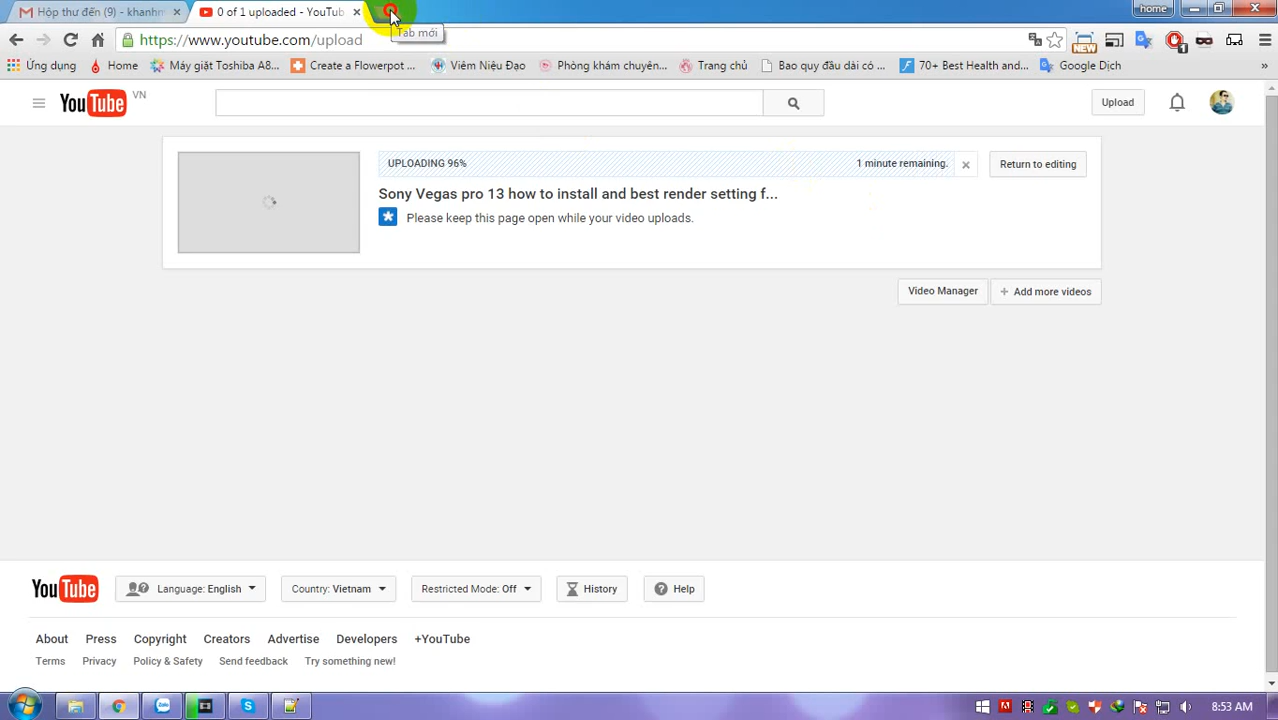 Hộp thư đến (9) - khanhm
0 of 1 uploaded - YouTub
Tab mới
home
https://www.youtube.com/upload
NEW
1
Ứng dụng
Home
Máy giặt Toshiba A8...
Create a Flowerpot ...
Viêm Niệu Đạo
Phòng khám chuyên...
Trang chủ
Bao quy đầu dài có ...
70+ Best Health and...
Google Dịch
»
YouTube VN
Upload
UPLOADING 96%
1 minute remaining.
Return to editing
Sony Vegas pro 13 how to install and best render setting f...
Please keep this page open while your video uploads.
Video Manager
+ Add more videos
YouTube
Language: English
Country: Vietnam
Restricted Mode: Off
History
Help
About Press Copyright Creators Advertise Developers +YouTube
Terms Privacy Policy & Safety Send feedback Try something new!
8:53 AM